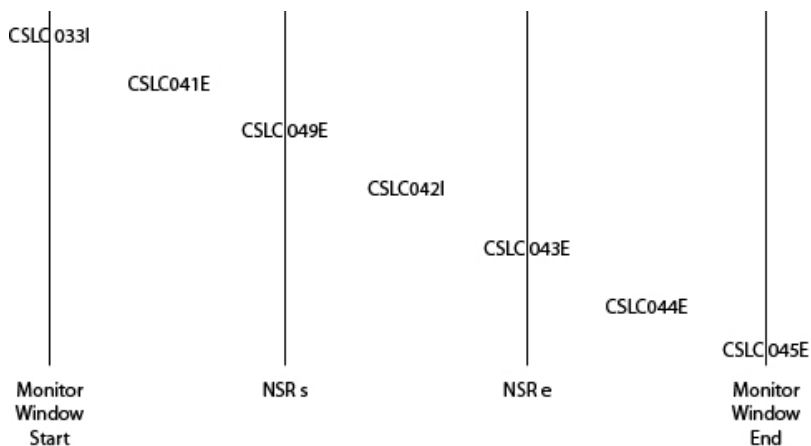 CSLC033I
CSLC041E
CSLC049E
CSLC042I
CSLC043E
CSLC044E
CSLC045E
Monitor
Window
Start
NSR s
NSR e
Monitor
Window
End